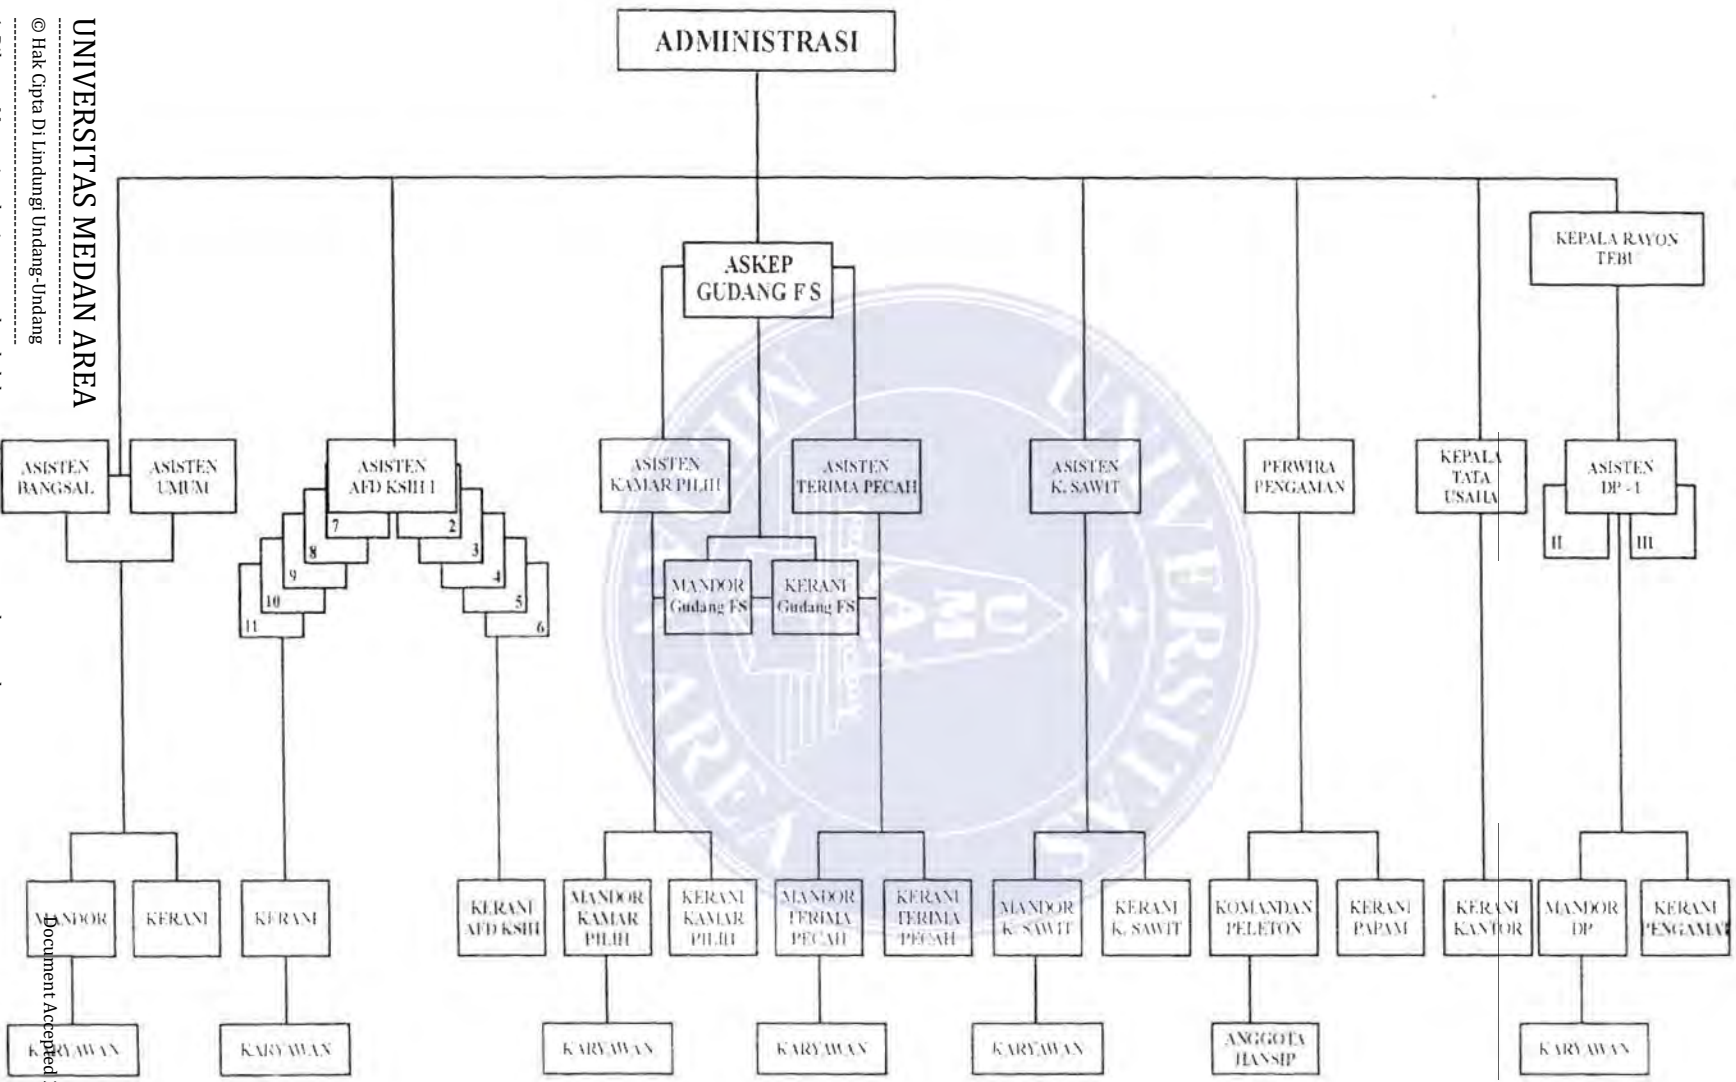 UNIVERSITAS MEDAN AREA
© Hak Cipta Di Lindungi Undang-Undang
ADMINISTRASI
KEPALA RAYON
TEBU
ASKEP
GUDANG F S
ASISTEN
BANGSAL
ASISTEN
UMUM
ASISTEN
AFD KSIH I
7
8
9
10
11
2
3
4
5
6
ASISTEN
KAMAR PILIH
ASISTEN
TERIMA PECAH
ASISTEN
K. SAWIT
PERWIRA
PENGAMAN
KEPALA
TATA
USAHA
ASISTEN
DP - I
II
III
MANDOR
Gudang FS
KERANI
Gudang FS
UNIVERSITAS
MEDAN AREA
UMA
MANDOR
KERANI
KERANI
KERANI
AFD KSIH
MANDOR
KAMAR
PILIH
KERANI
KAMAR
PILIH
MANDOR
TERIMA
PECAH
KERANI
TERIMA
PECAH
MANDOR
K. SAWIT
KERANI
K. SAWIT
KOMANDAN
PELETON
KERANI
PAPAM
KERANI
KANTOR
MANDOR
DP
KERANI
PENGAMAT
KARYAWAN
KARYAWAN
KARYAWAN
KARYAWAN
KARYAWAN
ANGGOTA
HANSIP
KARYAWAN
Document Accepted